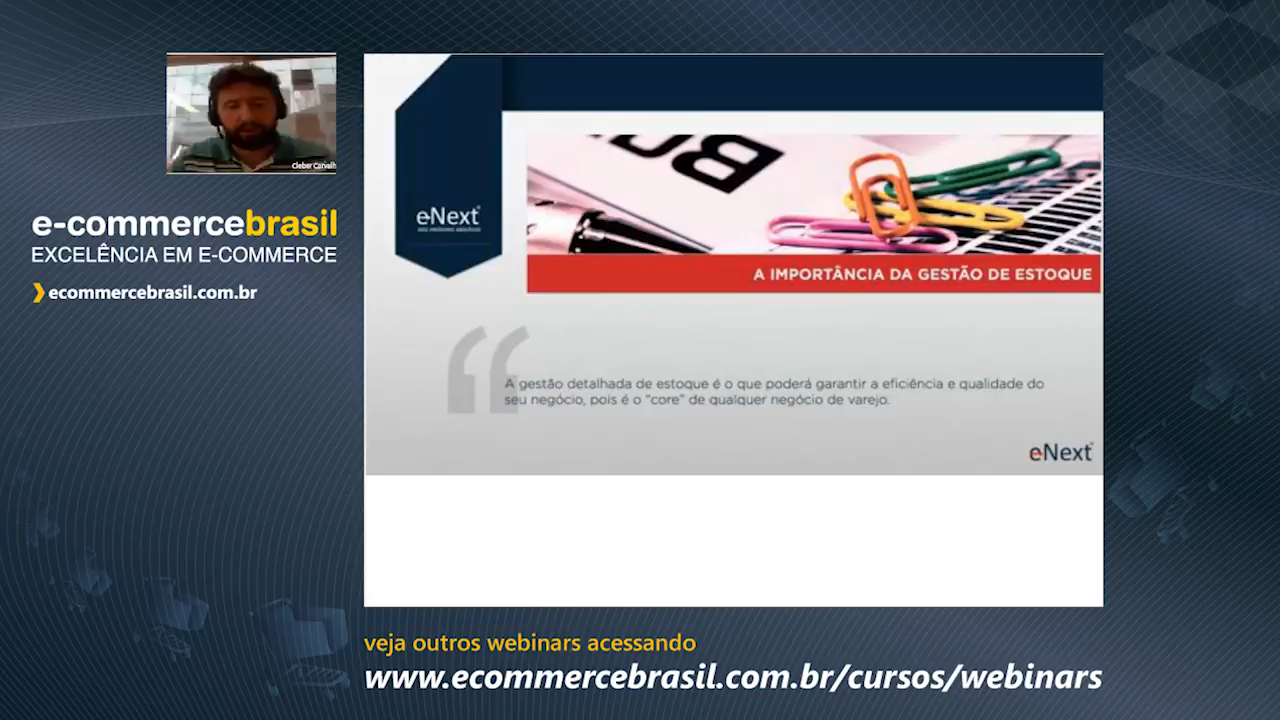 Cleber Carvalh
e-commercebrasil
EXCELÊNCIA EM E-COMMERCE
ecommercebrasil.com.br
eNext
A IMPORTÂNCIA DA GESTÃO DE ESTOQUE
A gestão detalhada de estoque é o que poderá garantir a eficiência e qualidade do
seu negócio, pois é o "core" de qualquer negócio de varejo.
eNext
veja outros webinars acessando
www.ecommercebrasil.com.br/cursos/webinars